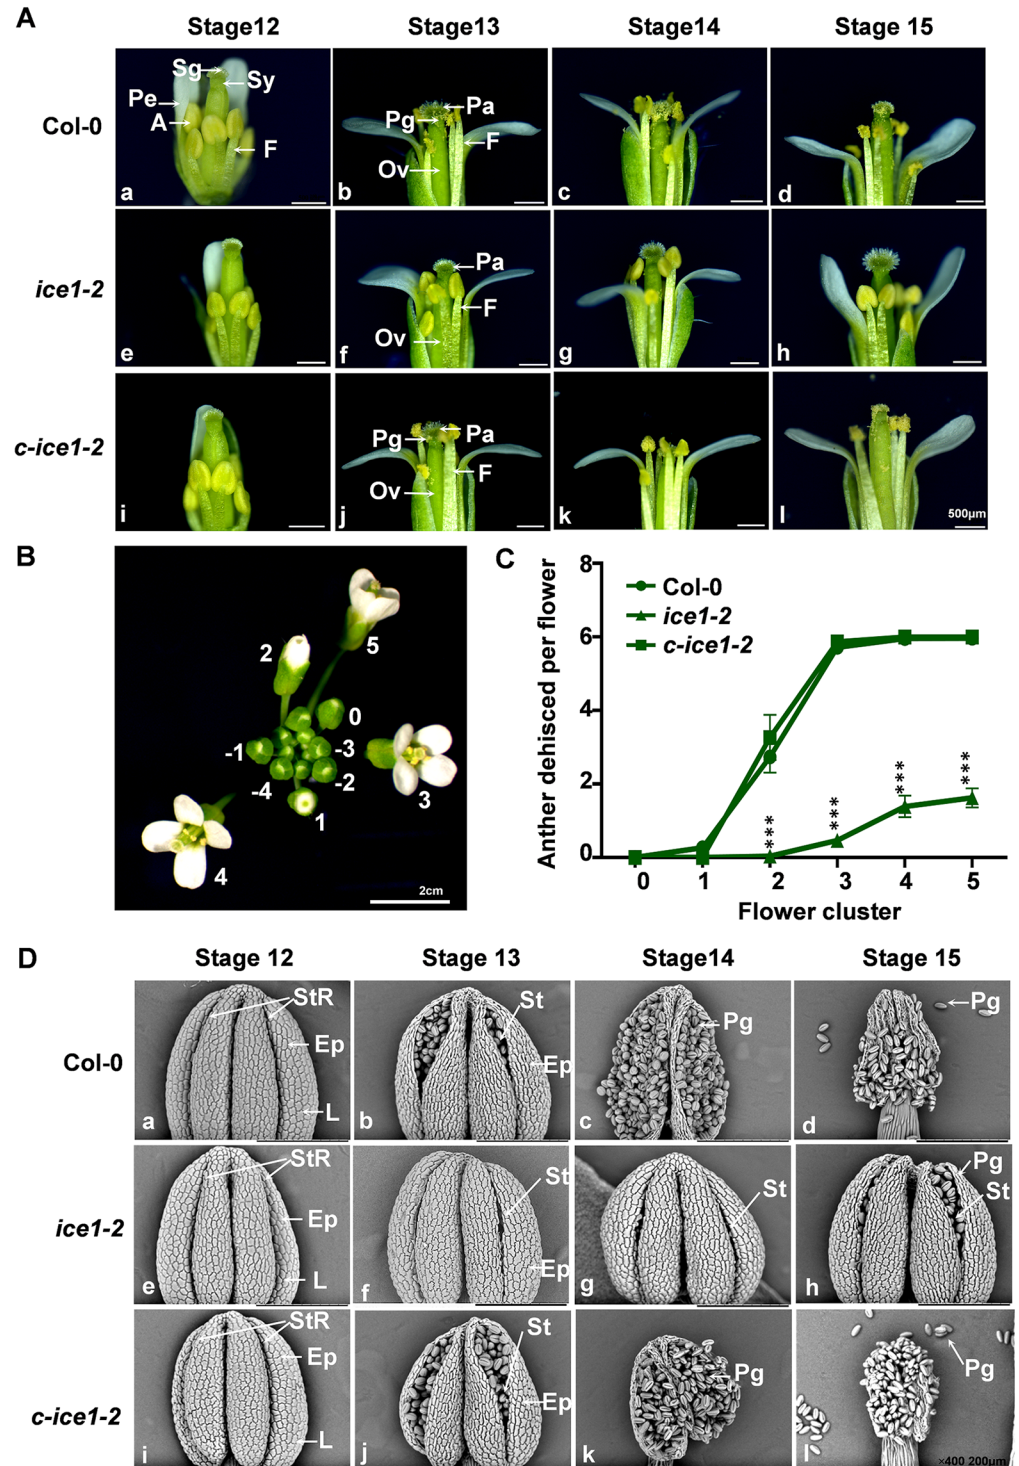 A
Stage12 Stage13 Stage14 Stage 15
Col-0
Sg Sy Pe A F a
Pa Pg F Ov b
c
d
ice1-2
e
Pa F Ov f
g
h
c-ice1-2
i
Pg Pa F Ov j
k
500μm l
B
5
2
0
-1 -3
-4 -2
1 3
4
2cm
C
Anther dehisced per flower
8
6
4
2
0
Col-0
ice1-2
c-ice1-2
*** *** *** ***
0 1 2 3 4 5
Flower cluster
D
Stage 12 Stage 13 Stage14 Stage 15
Col-0
StR Ep L a
St Ep b
Pg c
Pg d
ice1-2
StR Ep L e
St Ep f
St g
Pg St h
c-ice1-2
StR Ep L i
St Ep j
Pg k
Pg l
×400 200μm